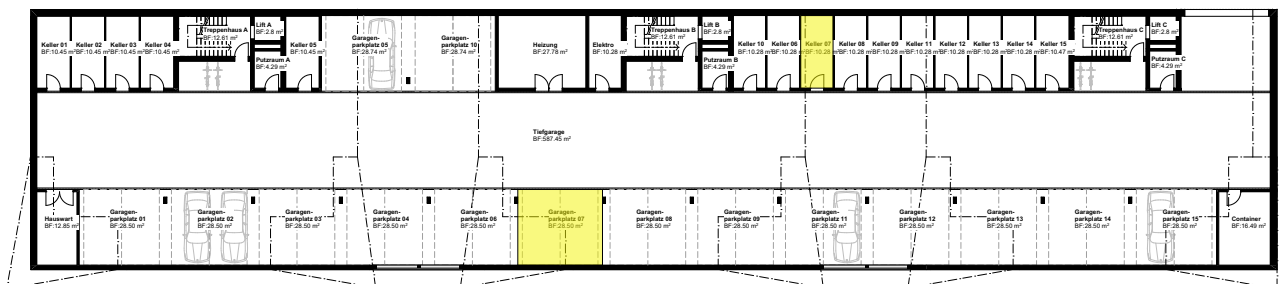 Keller 01
BF:10.45 m²
Keller 02
BF:10.45 m²
Keller 03
BF:10.45 m²
Keller 04
BF:10.45 m²
Treppenhaus A
BF:12.61 m²
Lift A
BF:2.8 m²
Putzraum A
BF:4.29 m²
Keller 05
BF:10.45 m²
Garagen-
parkplatz 05
BF:28.74 m²
Garagen-
parkplatz 10
BF:28.74 m²
Heizung
BF:27.78 m²
Elektro
BF:10.28 m²
Treppenhaus B
BF:12.61 m²
Lift B
BF:2.8 m²
Putzraum B
BF:4.29 m²
Keller 10
BF:10.28 m²
Keller 06
BF:10.28 m²
Keller 07
BF:10.28 m²
Keller 08
BF:10.28 m²
Keller 09
BF:10.28 m²
Keller 11
BF:10.28 m²
Keller 12
BF:10.28 m²
Keller 13
BF:10.28 m²
Keller 14
BF:10.28 m²
Keller 15
BF:10.47 m²
Treppenhaus C
BF:12.61 m²
Lift C
BF:2.8 m²
Putzraum C
BF:4.29 m²
Tiefgarage
BF:587.45 m²
Hauswart
BF:12.85 m²
Garagen-
parkplatz 01
BF:28.50 m²
Garagen-
parkplatz 02
BF:28.50 m²
Garagen-
parkplatz 03
BF:28.50 m²
Garagen-
parkplatz 04
BF:28.50 m²
Garagen-
parkplatz 06
BF:28.50 m²
Garagen-
parkplatz 07
BF:28.50 m²
Garagen-
parkplatz 08
BF:28.50 m²
Garagen-
parkplatz 09
BF:28.50 m²
Garagen-
parkplatz 11
BF:28.50 m²
Garagen-
parkplatz 12
BF:28.50 m²
Garagen-
parkplatz 13
BF:28.50 m²
Garagen-
parkplatz 14
BF:28.50 m²
Garagen-
parkplatz 15
BF:28.50 m²
Container
BF:16.49 m²